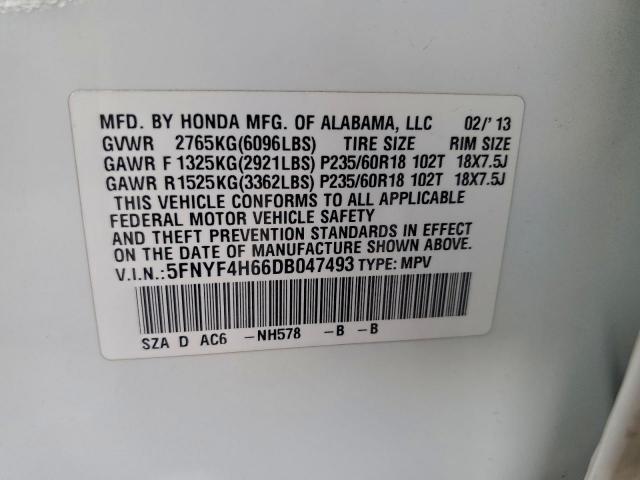 MFD. BY HONDA MFG. OF ALABAMA, LLC 02/'13
GVWR 2765KG(6096LBS) TIRE SIZE RIM SIZE
GAWR F 1325KG(2921LBS) P235/60R18 102T 18X7.5J
GAWR R 1525KG(3362LBS) P235/60R18 102T 18X7.5J
THIS VEHICLE CONFORMS TO ALL APPLICABLE
FEDERAL MOTOR VEHICLE SAFETY
AND THEFT PREVENTION STANDARDS IN EFFECT
ON THE DATE OF MANUFACTURE SHOWN ABOVE.
V.I.N.:5FNYF4H66DB047493 TYPE: MPV
SZA D AC6 -NH578 -B -B